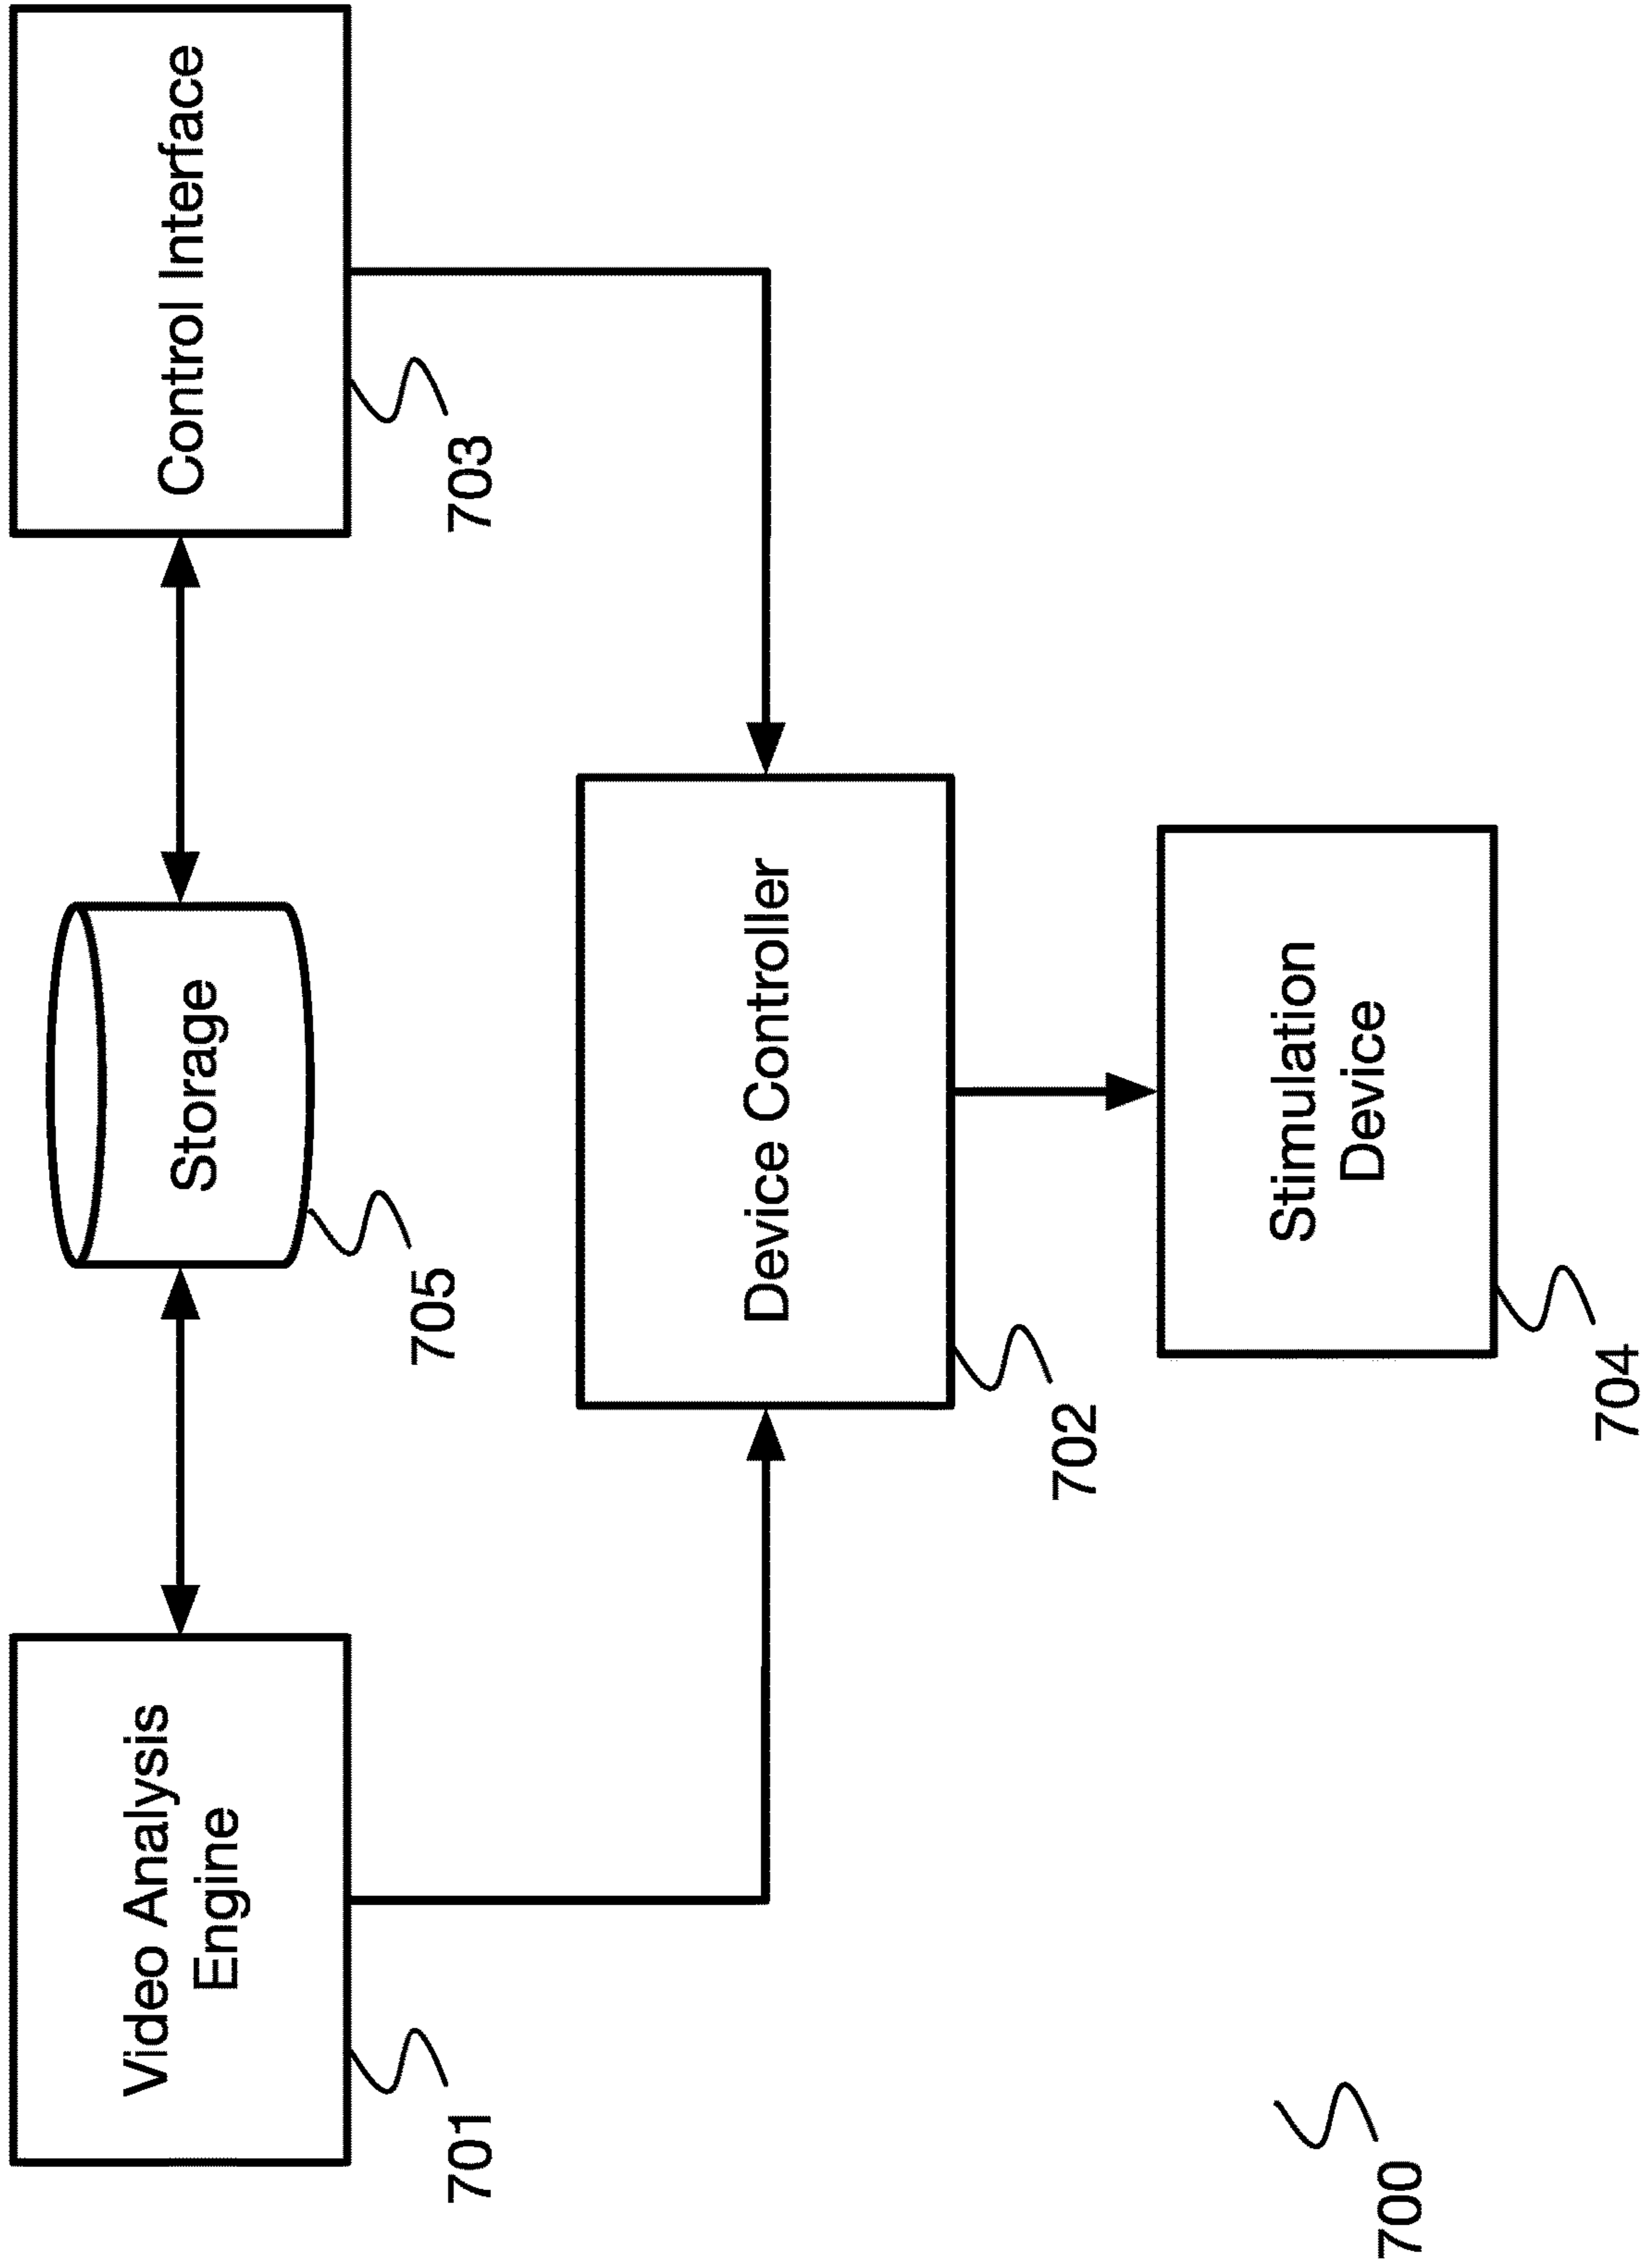 Video Analysis
Engine
701
Storage
705
Control Interface
703
Device Controller
702
Stimulation
Device
704
700